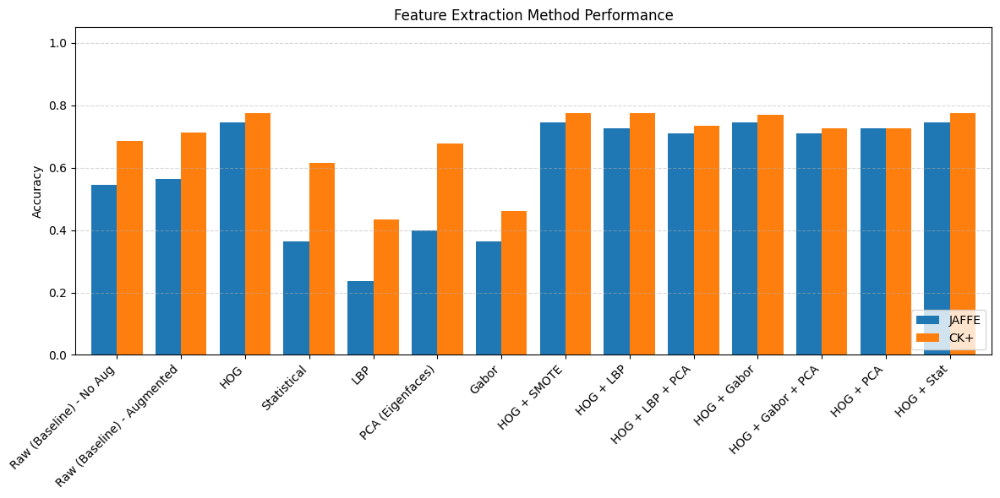 Feature Extraction Method Performance
Accuracy
1.0
0.8
0.6
0.4
0.2
0.0
Raw (Baseline) - No Aug
Raw (Baseline) - Augmented
HOG
Statistical
LBP
PCA (Eigenfaces)
Gabor
HOG + SMOTE
HOG + LBP
HOG + LBP + PCA
HOG + Gabor
HOG + Gabor + PCA
HOG + PCA
HOG + Stat
JAFFE
CK+